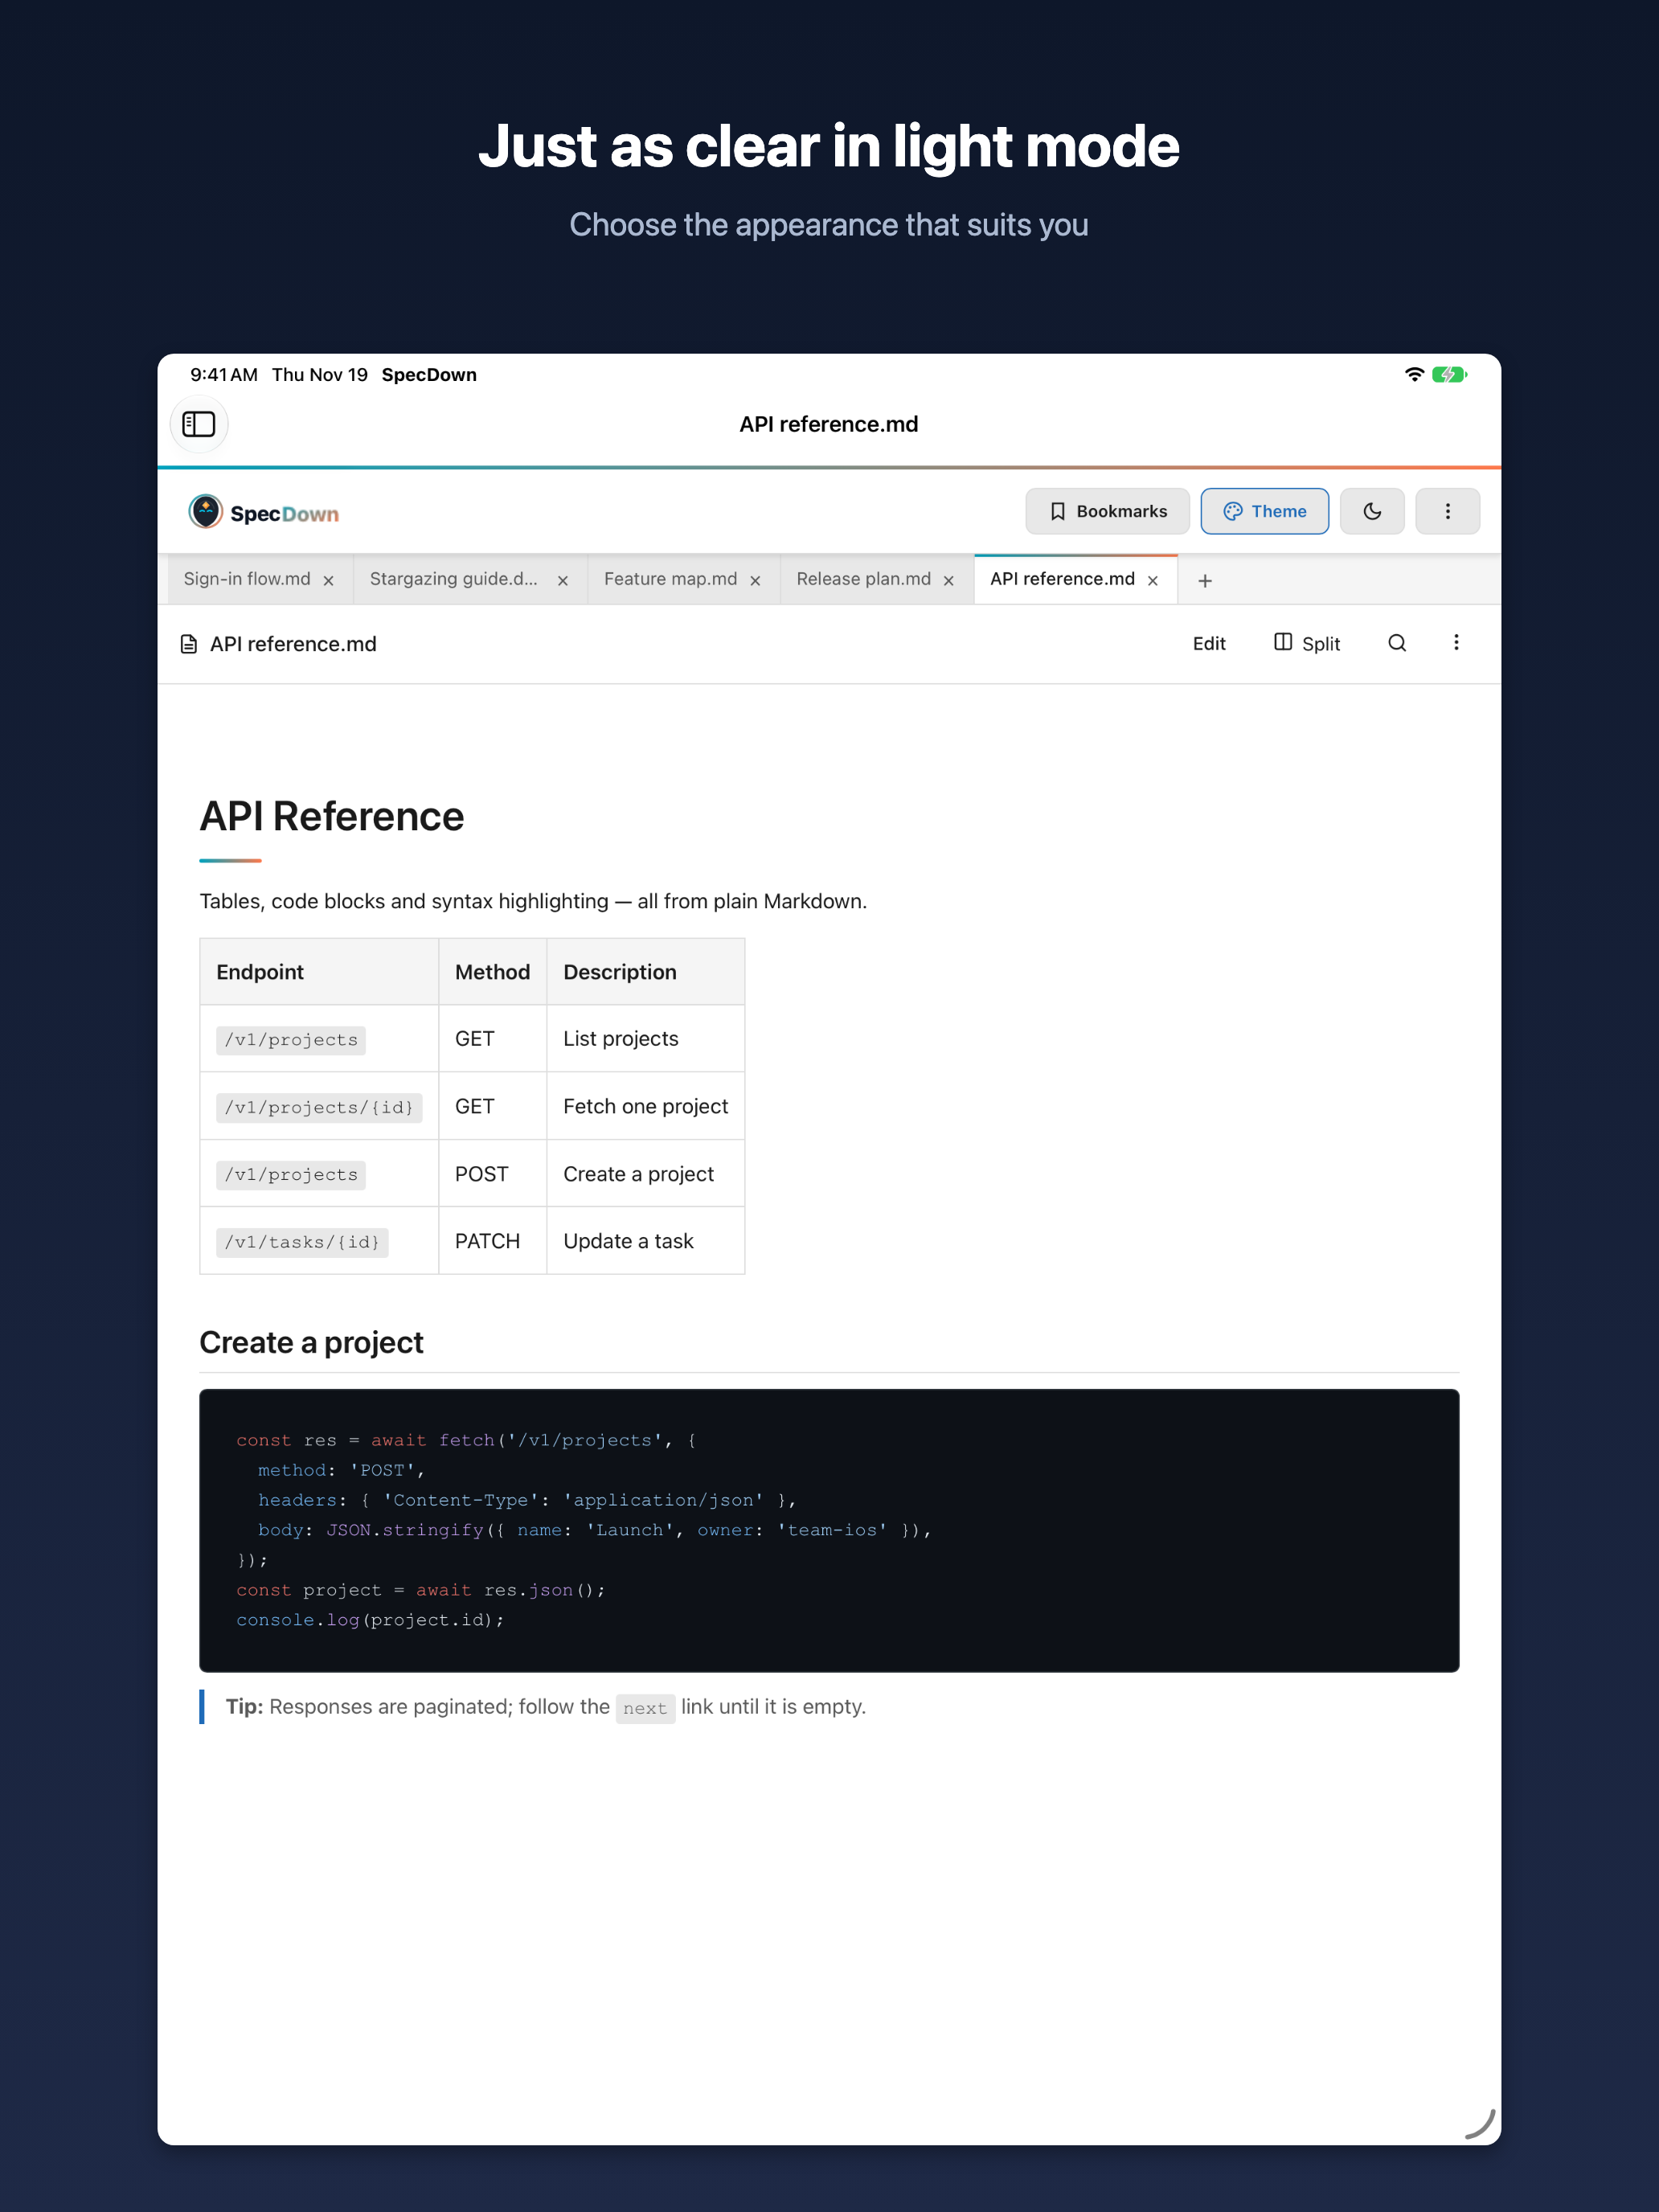 Just as clear in light mode
Choose the appearance that suits you
9:41 AM Thu Nov 19 SpecDown
API reference.md
SpecDown
Bookmarks
Theme
Sign-in flow.md
Stargazing guide.d...
Feature map.md
Release plan.md
API reference.md
API reference.md
Edit
Split
API Reference
Tables, code blocks and syntax highlighting — all from plain Markdown.
Endpoint Method Description
/v1/projects GET List projects
/v1/projects/{id} GET Fetch one project
/v1/projects POST Create a project
/v1/tasks/{id} PATCH Update a task
Create a project
const res = await fetch('/v1/projects', {
  method: 'POST',
  headers: { 'Content-Type': 'application/json' },
  body: JSON.stringify({ name: 'Launch', owner: 'team-ios' }),
});
const project = await res.json();
console.log(project.id);
Tip: Responses are paginated; follow the next link until it is empty.